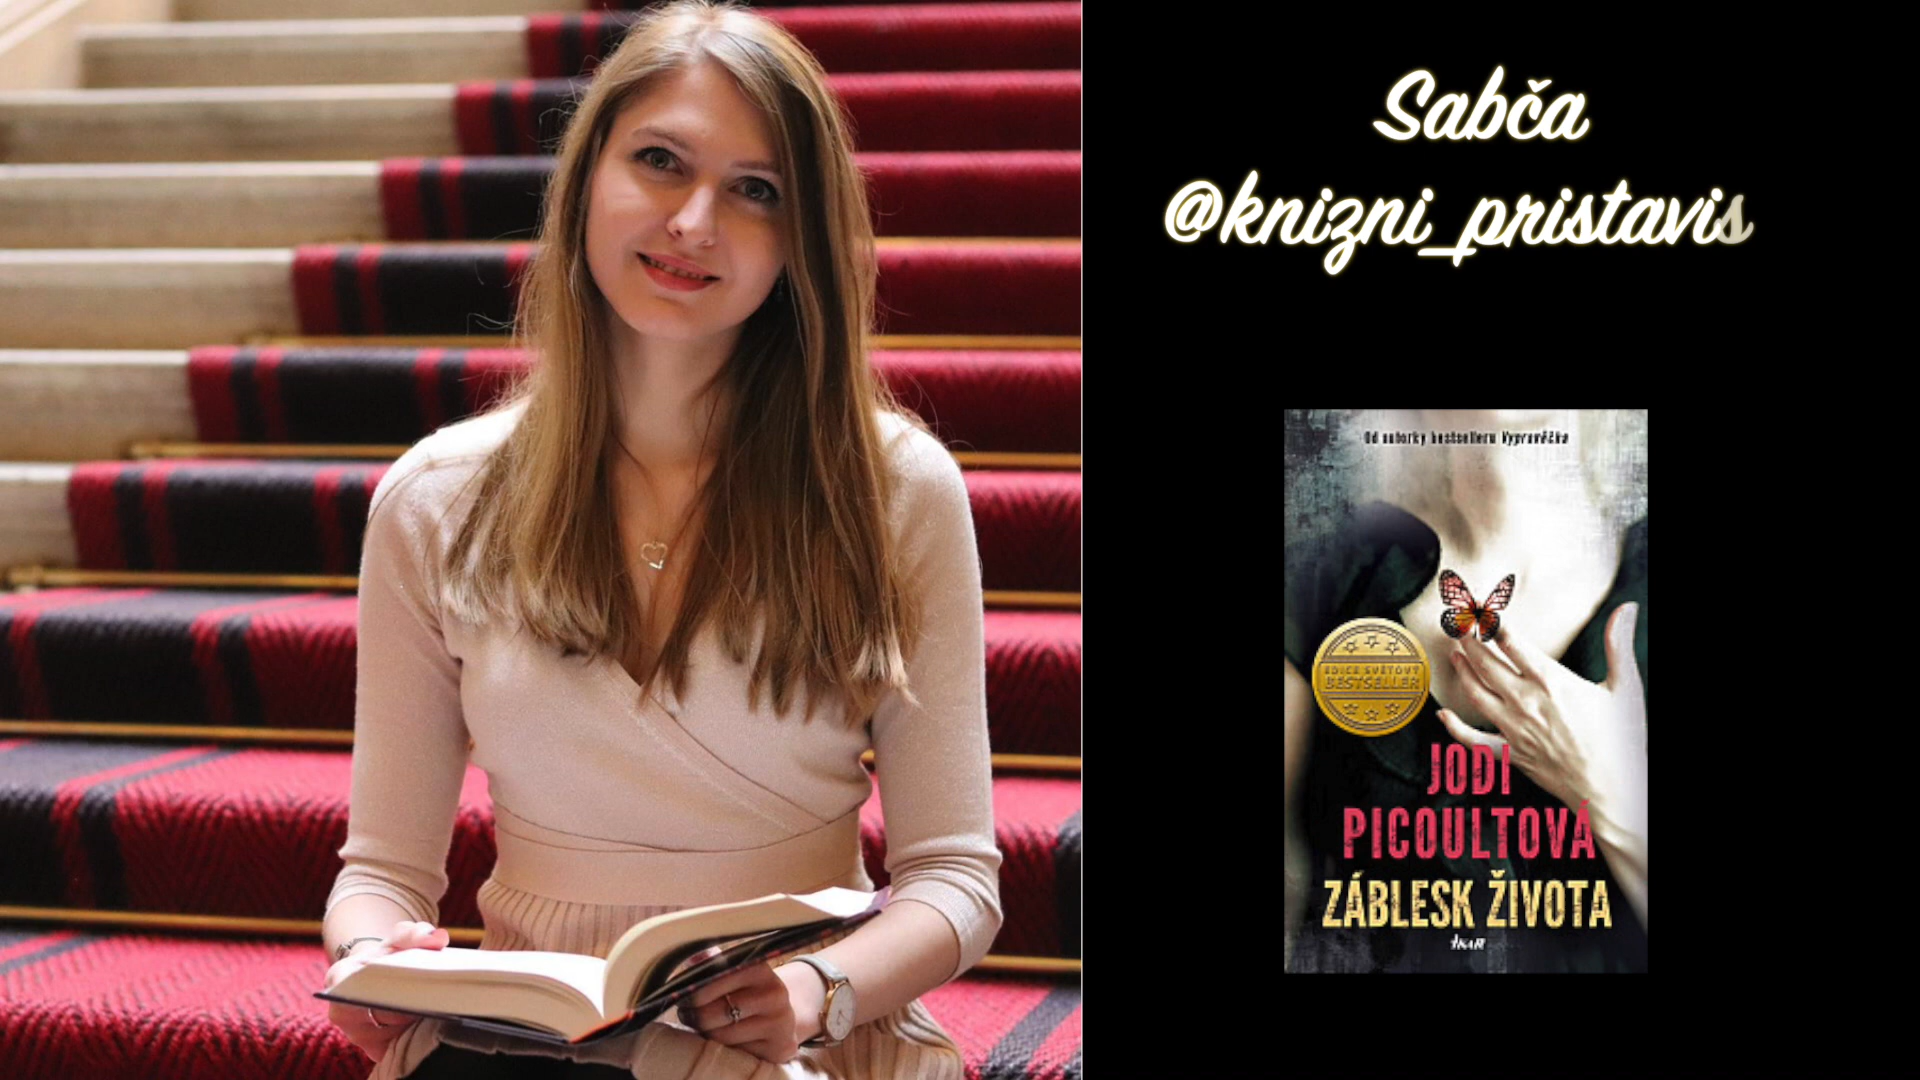 Sabča
@knizni_pristavis
Od autorky bestselleru Vypravěčka
EDICE SVĚTOVÝ
BESTSELLER
JODI
PICOULTOVÁ
ZÁBLESK ŽIVOTA
IKAR